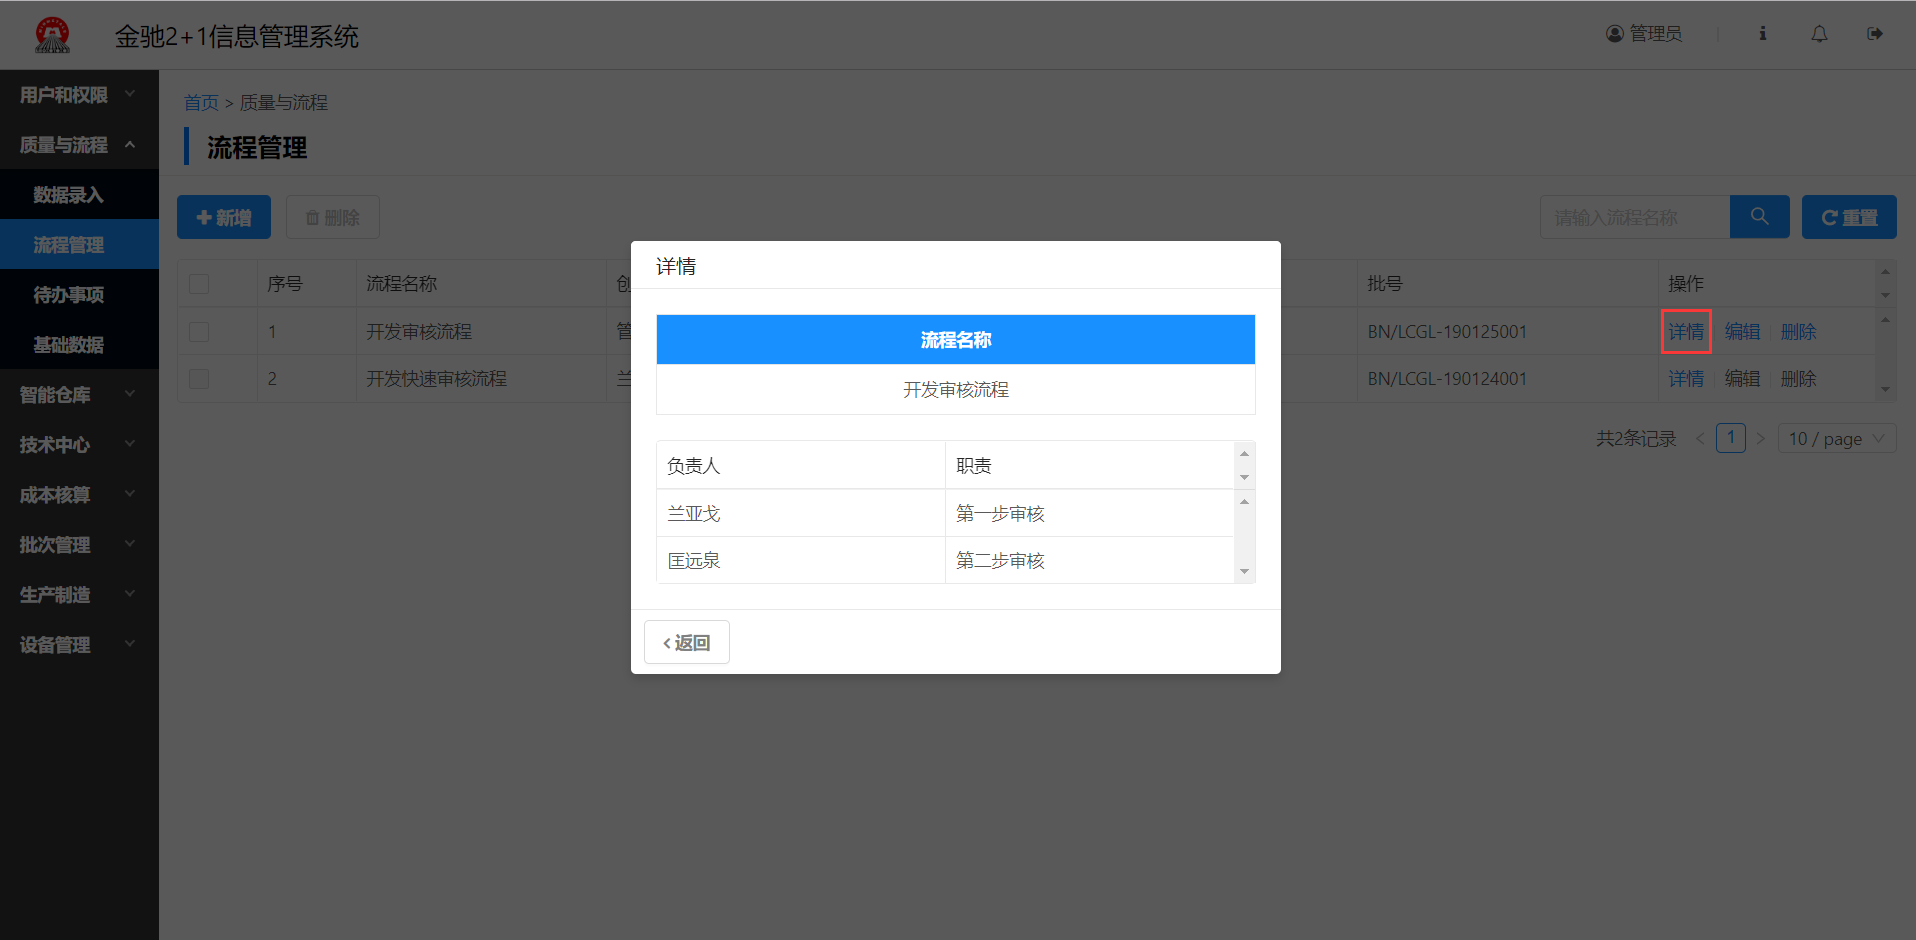 金驰2+1信息管理系统
管理员
用户和权限
质量与流程
数据录入
流程管理
待办事项
基础数据
智能仓库
技术中心
成本核算
批次管理
生产制造
设备管理
首页 > 质量与流程
流程管理
新增 删除
请输入流程名称 重置
序号 流程名称 创 批号 操作
1 开发审核流程 管 BN/LCGL-190125001 详情 编辑 删除
2 开发快速审核流程 兰 BN/LCGL-190124001 详情 编辑 删除
共2条记录 < 1 > 10 / page
详情
流程名称
开发审核流程
负责人 职责
兰亚戈 第一步审核
匡远泉 第二步审核
返回